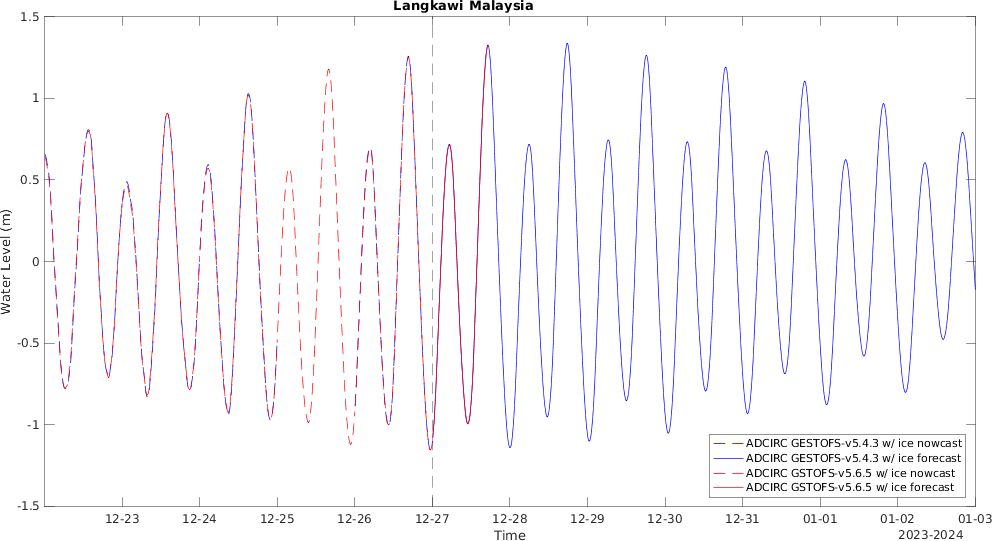 Langkawi Malaysia
1.5
1
0.5
0
-0.5
-1
-1.5
Water Level (m)
ADCIRC GESTOFS-v5.4.3 w/ ice nowcast
ADCIRC GESTOFS-v5.4.3 w/ ice forecast
ADCIRC GSTOFS-v5.6.5 w/ ice nowcast
ADCIRC GSTOFS-v5.6.5 w/ ice forecast
12-23 12-24 12-25 12-26 12-27 12-28 12-29 12-30 12-31 01-01 01-02 01-03
Time
2023-2024